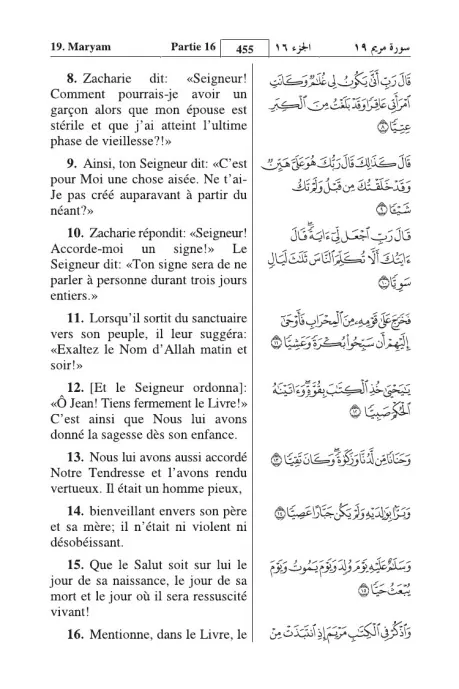 19. Maryam Partie 16 455 الجزء ١٦ سورة مريم ١٩
8. Zacharie dit: «Seigneur!
Comment pourrais-je avoir un
garçon alors que mon épouse est
stérile et que j’ai atteint l’ultime
phase de vieillesse?!»
9. Ainsi, ton Seigneur dit: «C’est
pour Moi une chose aisée. Ne t’ai-
Je pas créé auparavant à partir du
néant?»
10. Zacharie répondit: «Seigneur!
Accorde-moi un signe!» Le
Seigneur dit: «Ton signe sera de ne
parler à personne durant trois jours
entiers.»
11. Lorsqu’il sortit du sanctuaire
vers son peuple, il leur suggéra:
«Exaltez le Nom d’Allah matin et
soir!»
12. [Et le Seigneur ordonna]:
«Ô Jean! Tiens fermement le Livre!»
C’est ainsi que Nous lui avons
donné la sagesse dès son enfance.
13. Nous lui avons aussi accordé
Notre Tendresse et l’avons rendu
vertueux. Il était un homme pieux,
14. bienveillant envers son père
et sa mère; il n’était ni violent ni
désobéissant.
15. Que le Salut soit sur lui le
jour de sa naissance, le jour de sa
mort et le jour où il sera ressuscité
vivant!
16. Mentionne, dans le Livre, le
قَالَ رَبِّ أَنَّىٰ يَكُونُ لِي غُلَٰمٌ وَكَانَتِ
ٱمْرَأَتِي عَاقِرًا وَقَدْ بَلَغْتُ مِنَ ٱلْكِبَرِ
عِتِيًّا ٨
قَالَ كَذَٰلِكَ قَالَ رَبُّكَ هُوَ عَلَيَّ هَيِّنٌ
وَقَدْ خَلَقْتُكَ مِن قَبْلُ وَلَمْ تَكُ
شَيْـًٔا ٩
قَالَ رَبِّ ٱجْعَل لِّيٓ ءَايَةً ۚ قَالَ
ءَايَتُكَ أَلَّا تُكَلِّمَ ٱلنَّاسَ ثَلَٰثَ لَيَالٍ
سَوِيًّا ١٠
فَخَرَجَ عَلَىٰ قَوْمِهِۦ مِنَ ٱلْمِحْرَابِ فَأَوْحَىٰٓ
إِلَيْهِمْ أَن سَبِّحُوا۟ بُكْرَةً وَعَشِيًّا ١١
يَٰيَحْيَىٰ خُذِ ٱلْكِتَٰبَ بِقُوَّةٍ ۖ وَءَاتَيْنَٰهُ
ٱلْحُكْمَ صَبِيًّا ١٢
وَحَنَانًا مِّن لَّدُنَّا وَزَكَوٰةً ۖ وَكَانَ تَقِيًّا ١٣
وَبَرًّۢا بِوَٰلِدَيْهِ وَلَمْ يَكُن جَبَّارًا عَصِيًّا ١٤
وَسَلَٰمٌ عَلَيْهِ يَوْمَ وُلِدَ وَيَوْمَ يَمُوتُ وَيَوْمَ
يُبْعَثُ حَيًّا ١٥
وَٱذْكُرْ فِي ٱلْكِتَٰبِ مَرْيَمَ إِذِ ٱنتَبَذَتْ مِنْ